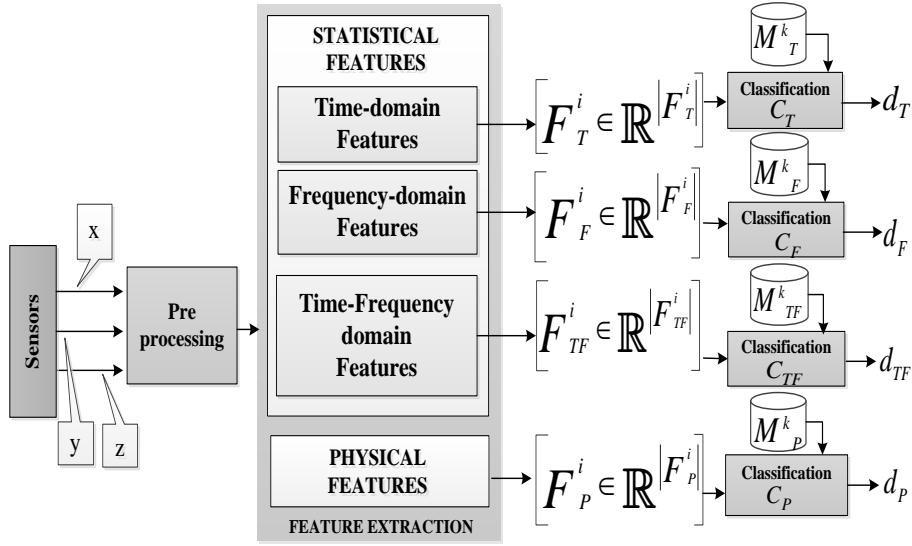 Sensors
x
y
z
Pre
processing
STATISTICAL
FEATURES
Time-domain
Features
Frequency-domain
Features
Time-Frequency
domain
Features
PHYSICAL
FEATURES
FEATURE EXTRACTION
[F^i_T ∈ ℝ^|F^i_T|]
[F^i_F ∈ ℝ^|F^i_F|]
[F^i_TF ∈ ℝ^|F^i_TF|]
[F^i_P ∈ ℝ^|F^i_P|]
M^k_T
Classification
C_T
d_T
M^k_F
Classification
C_F
d_F
M^k_TF
Classification
C_TF
d_TF
M^k_P
Classification
C_P
d_P